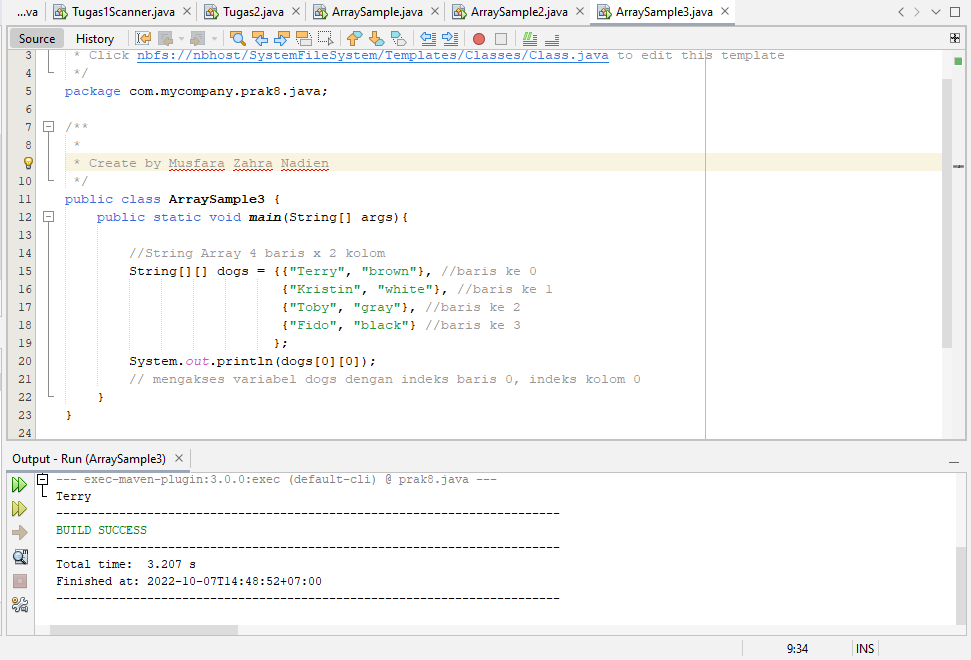 ...va Tugas1Scanner.java Tugas2.java ArraySample.java ArraySample2.java ArraySample3.java
Source History
3 * Click nbfs://nbhost/SystemFileSystem/Templates/Classes/Class.java to edit this template
4 */
5 package com.mycompany.prak8.java;
6
7 /**
8 *
* Create by Musfara Zahra Nadien
10 */
11 public class ArraySample3 {
12 public static void main(String[] args){
13
14 //String Array 4 baris x 2 kolom
15 String[][] dogs = {{"Terry", "brown"}, //baris ke 0
16 {"Kristin", "white"}, //baris ke 1
17 {"Toby", "gray"}, //baris ke 2
18 {"Fido", "black"} //baris ke 3
19 };
20 System.out.println(dogs[0][0]);
21 // mengakses variabel dogs dengan indeks baris 0, indeks kolom 0
22 }
23 }
24
Output - Run (ArraySample3)
--- exec-maven-plugin:3.0.0:exec (default-cli) @ prak8.java ---
Terry
------------------------------------------------------------------------
BUILD SUCCESS
------------------------------------------------------------------------
Total time: 3.207 s
Finished at: 2022-10-07T14:48:52+07:00
------------------------------------------------------------------------
9:34 INS